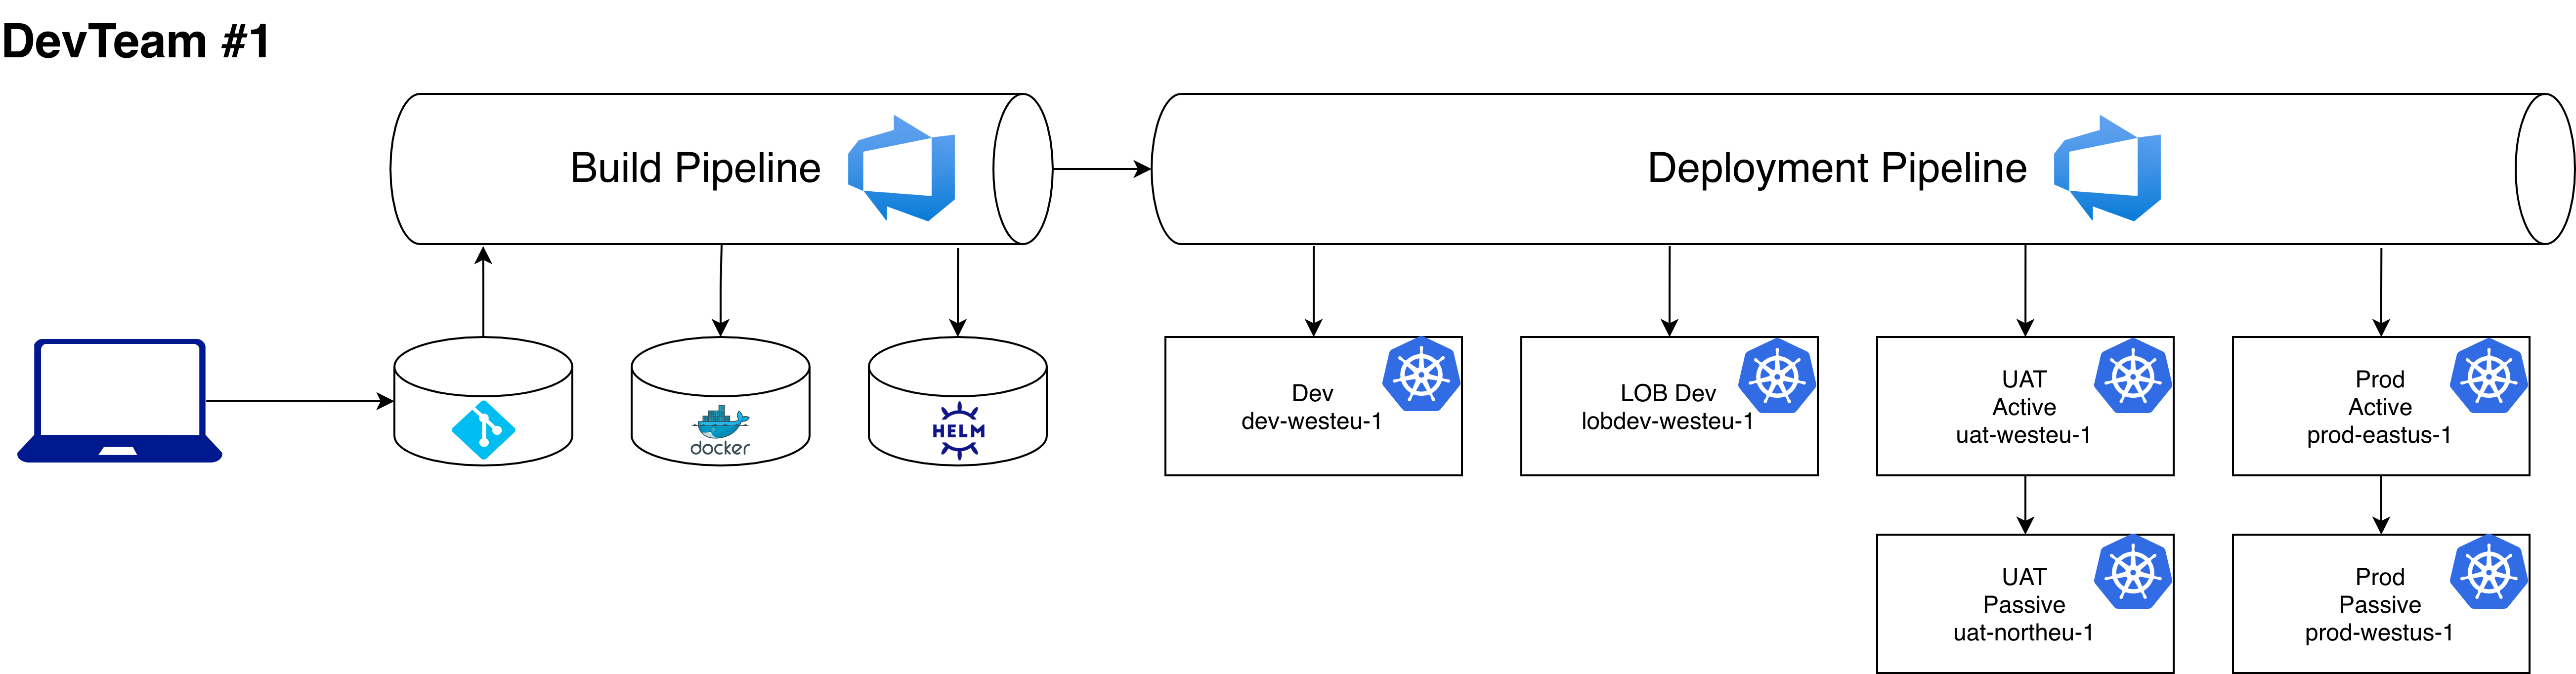 DevTeam #1
Build Pipeline
Deployment Pipeline
docker
HELM
Dev
dev-westeu-1
LOB Dev
lobdev-westeu-1
UAT
Active
uat-westeu-1
Prod
Active
prod-eastus-1
UAT
Passive
uat-northeu-1
Prod
Passive
prod-westus-1